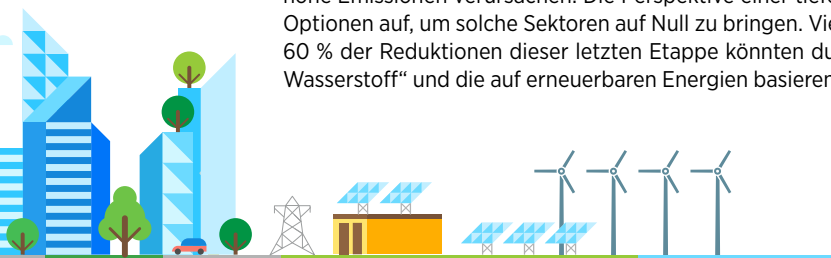 hohe Emissionen verursachen. Die Perspektive einer
Optionen auf, um solche Sektoren auf Null zu bringen.
60 % der Reduktionen dieser letzten Etappe könnten
Wasserstoff“ und die auf erneuerbaren Energien